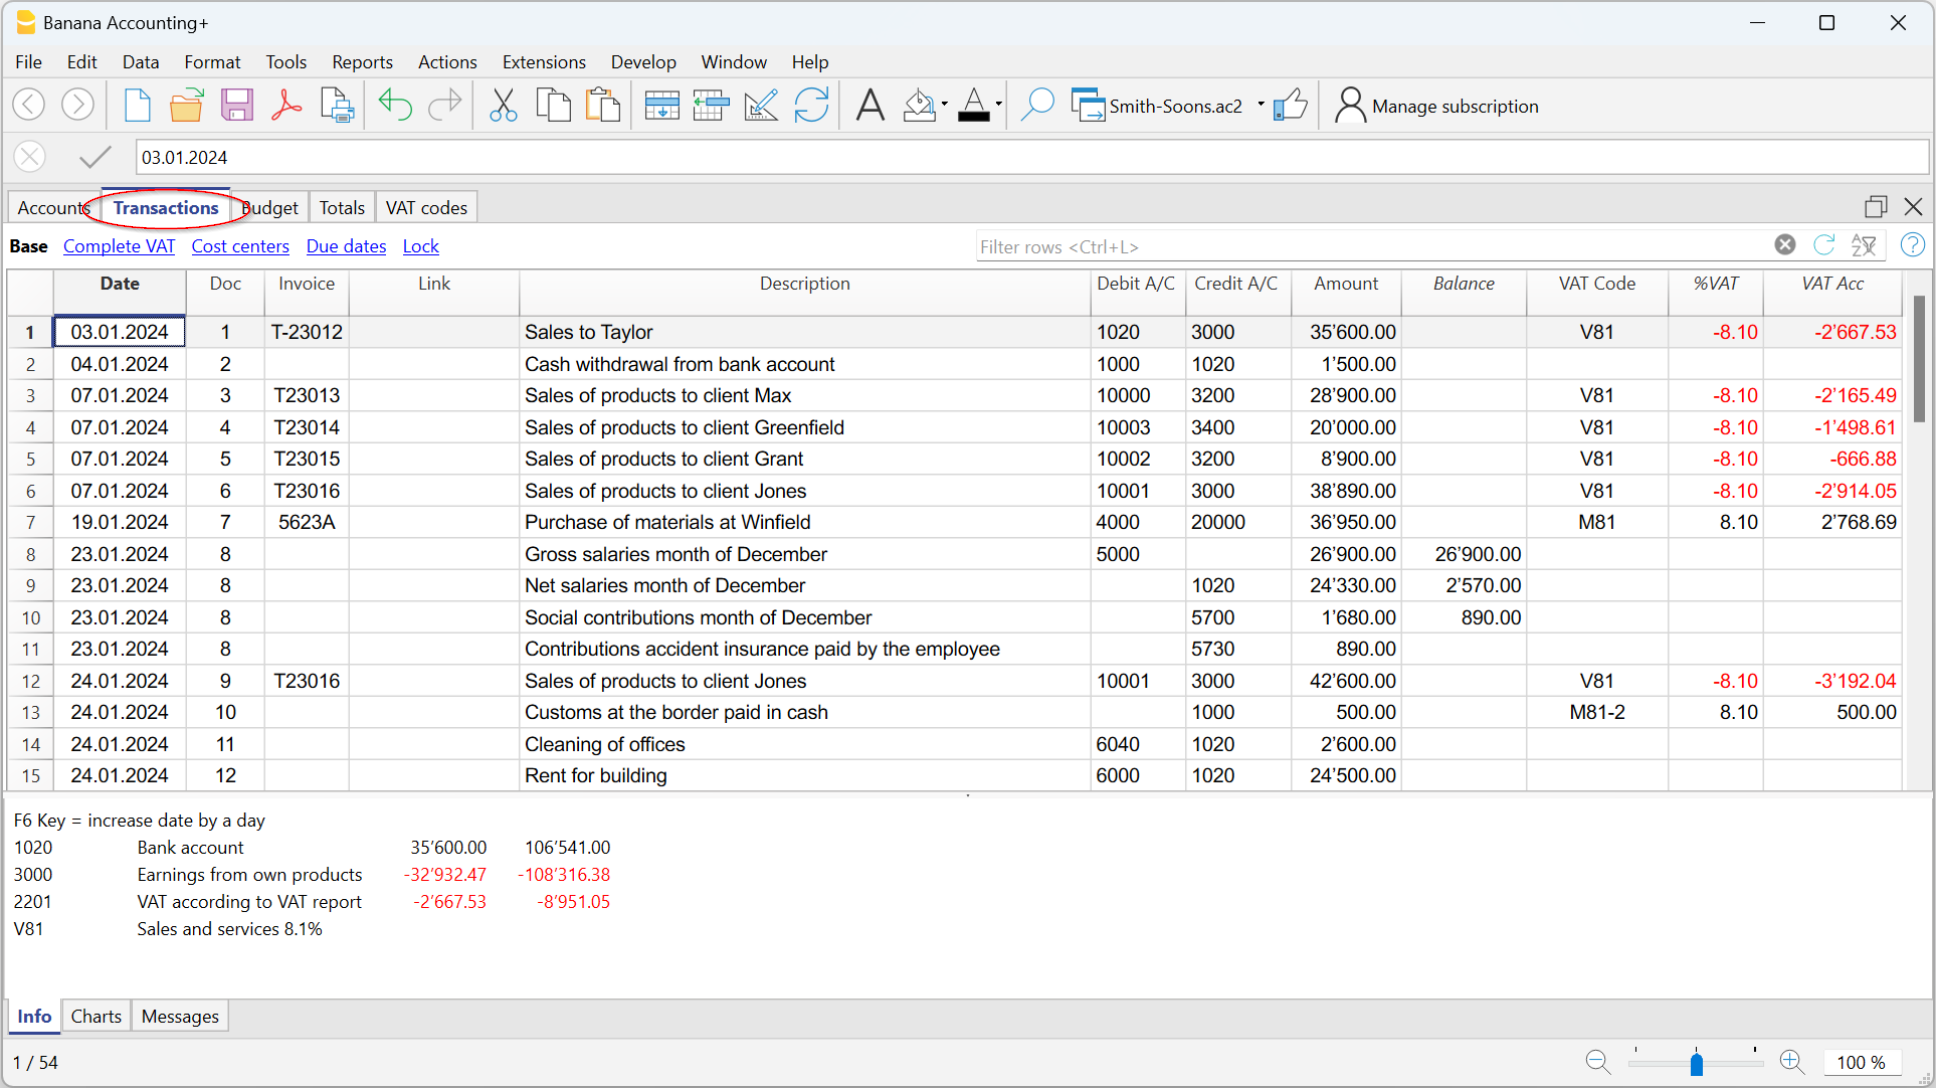 Banana Accounting+
File Edit Data Format Tools Reports Actions Extensions Develop Window Help
Smith-Soons.ac2 Manage subscription
03.01.2024
Accounts Transactions Budget Totals VAT codes
Base Complete VAT Cost centers Due dates Lock Filter rows <Ctrl+L>
Date Doc Invoice Link Description Debit A/C Credit A/C Amount Balance VAT Code %VAT VAT Acc
1 03.01.2024 1 T-23012 Sales to Taylor 1020 3000 35’600.00 V81 -8.10 -2’667.53
2 04.01.2024 2 Cash withdrawal from bank account 1000 1020 1’500.00
3 07.01.2024 3 T23013 Sales of products to client Max 10000 3200 28’900.00 V81 -8.10 -2’165.49
4 07.01.2024 4 T23014 Sales of products to client Greenfield 10003 3400 20’000.00 V81 -8.10 -1’498.61
5 07.01.2024 5 T23015 Sales of products to client Grant 10002 3200 8’900.00 V81 -8.10 -666.88
6 07.01.2024 6 T23016 Sales of products to client Jones 10001 3000 38’890.00 V81 -8.10 -2’914.05
7 19.01.2024 7 5623A Purchase of materials at Winfield 4000 20000 36’950.00 M81 8.10 2’768.69
8 23.01.2024 8 Gross salaries month of December 5000 26’900.00 26’900.00
9 23.01.2024 8 Net salaries month of December 1020 24’330.00 2’570.00
10 23.01.2024 8 Social contributions month of December 5700 1’680.00 890.00
11 23.01.2024 8 Contributions accident insurance paid by the employee 5730 890.00
12 24.01.2024 9 T23016 Sales of products to client Jones 10001 3000 42’600.00 V81 -8.10 -3’192.04
13 24.01.2024 10 Customs at the border paid in cash 1000 500.00 M81-2 8.10 500.00
14 24.01.2024 11 Cleaning of offices 6040 1020 2’600.00
15 24.01.2024 12 Rent for building 6000 1020 24’500.00
F6 Key = increase date by a day
1020 Bank account 35’600.00 106’541.00
3000 Earnings from own products -32’932.47 -108’316.38
2201 VAT according to VAT report -2’667.53 -8’951.05
V81 Sales and services 8.1%
Info Charts Messages
1 / 54 100 %